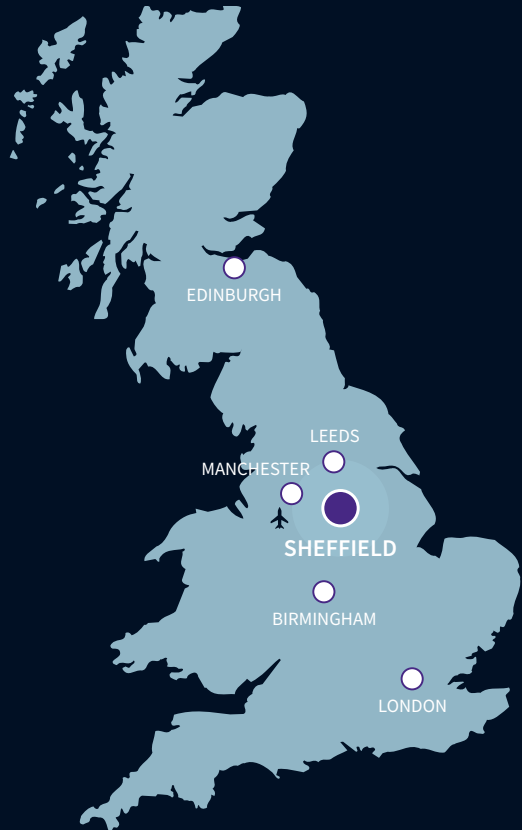 EDINBURGH
LEEDS
MANCHESTER
SHEFFIELD
BIRMINGHAM
LONDON